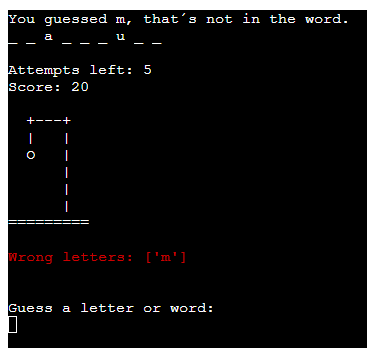 You guessed m, that´s not in the word.
_ _ a _ _ _ u _ _
Attempts left: 5
Score: 20
+---+
|   |
O   |
    |
    |
    |
=========
Wrong letters: ['m']
Guess a letter or word: